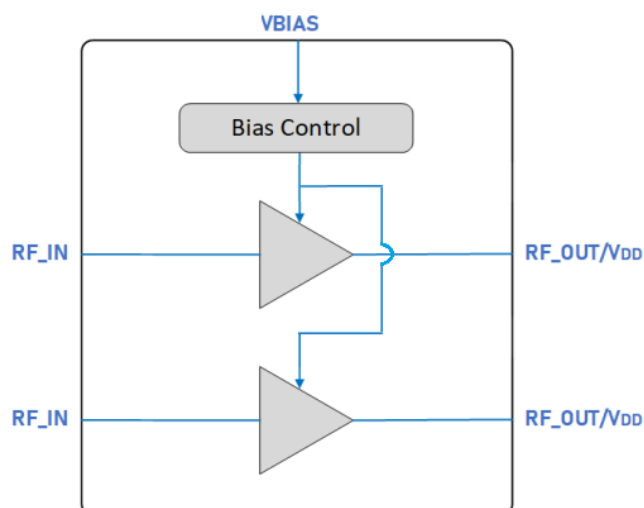 VBIAS
Bias Control
RF_IN
RF_OUT/VDD
RF_IN
RF_OUT/VDD